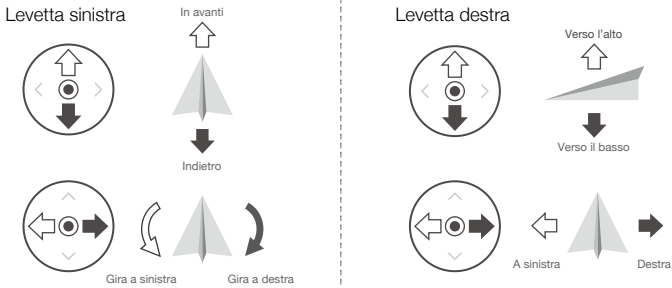 Levetta sinistra
In avanti
Indietro
Gira a sinistra
Gira a destra
Levetta destra
Verso l'alto
Verso il basso
A sinistra
Destra